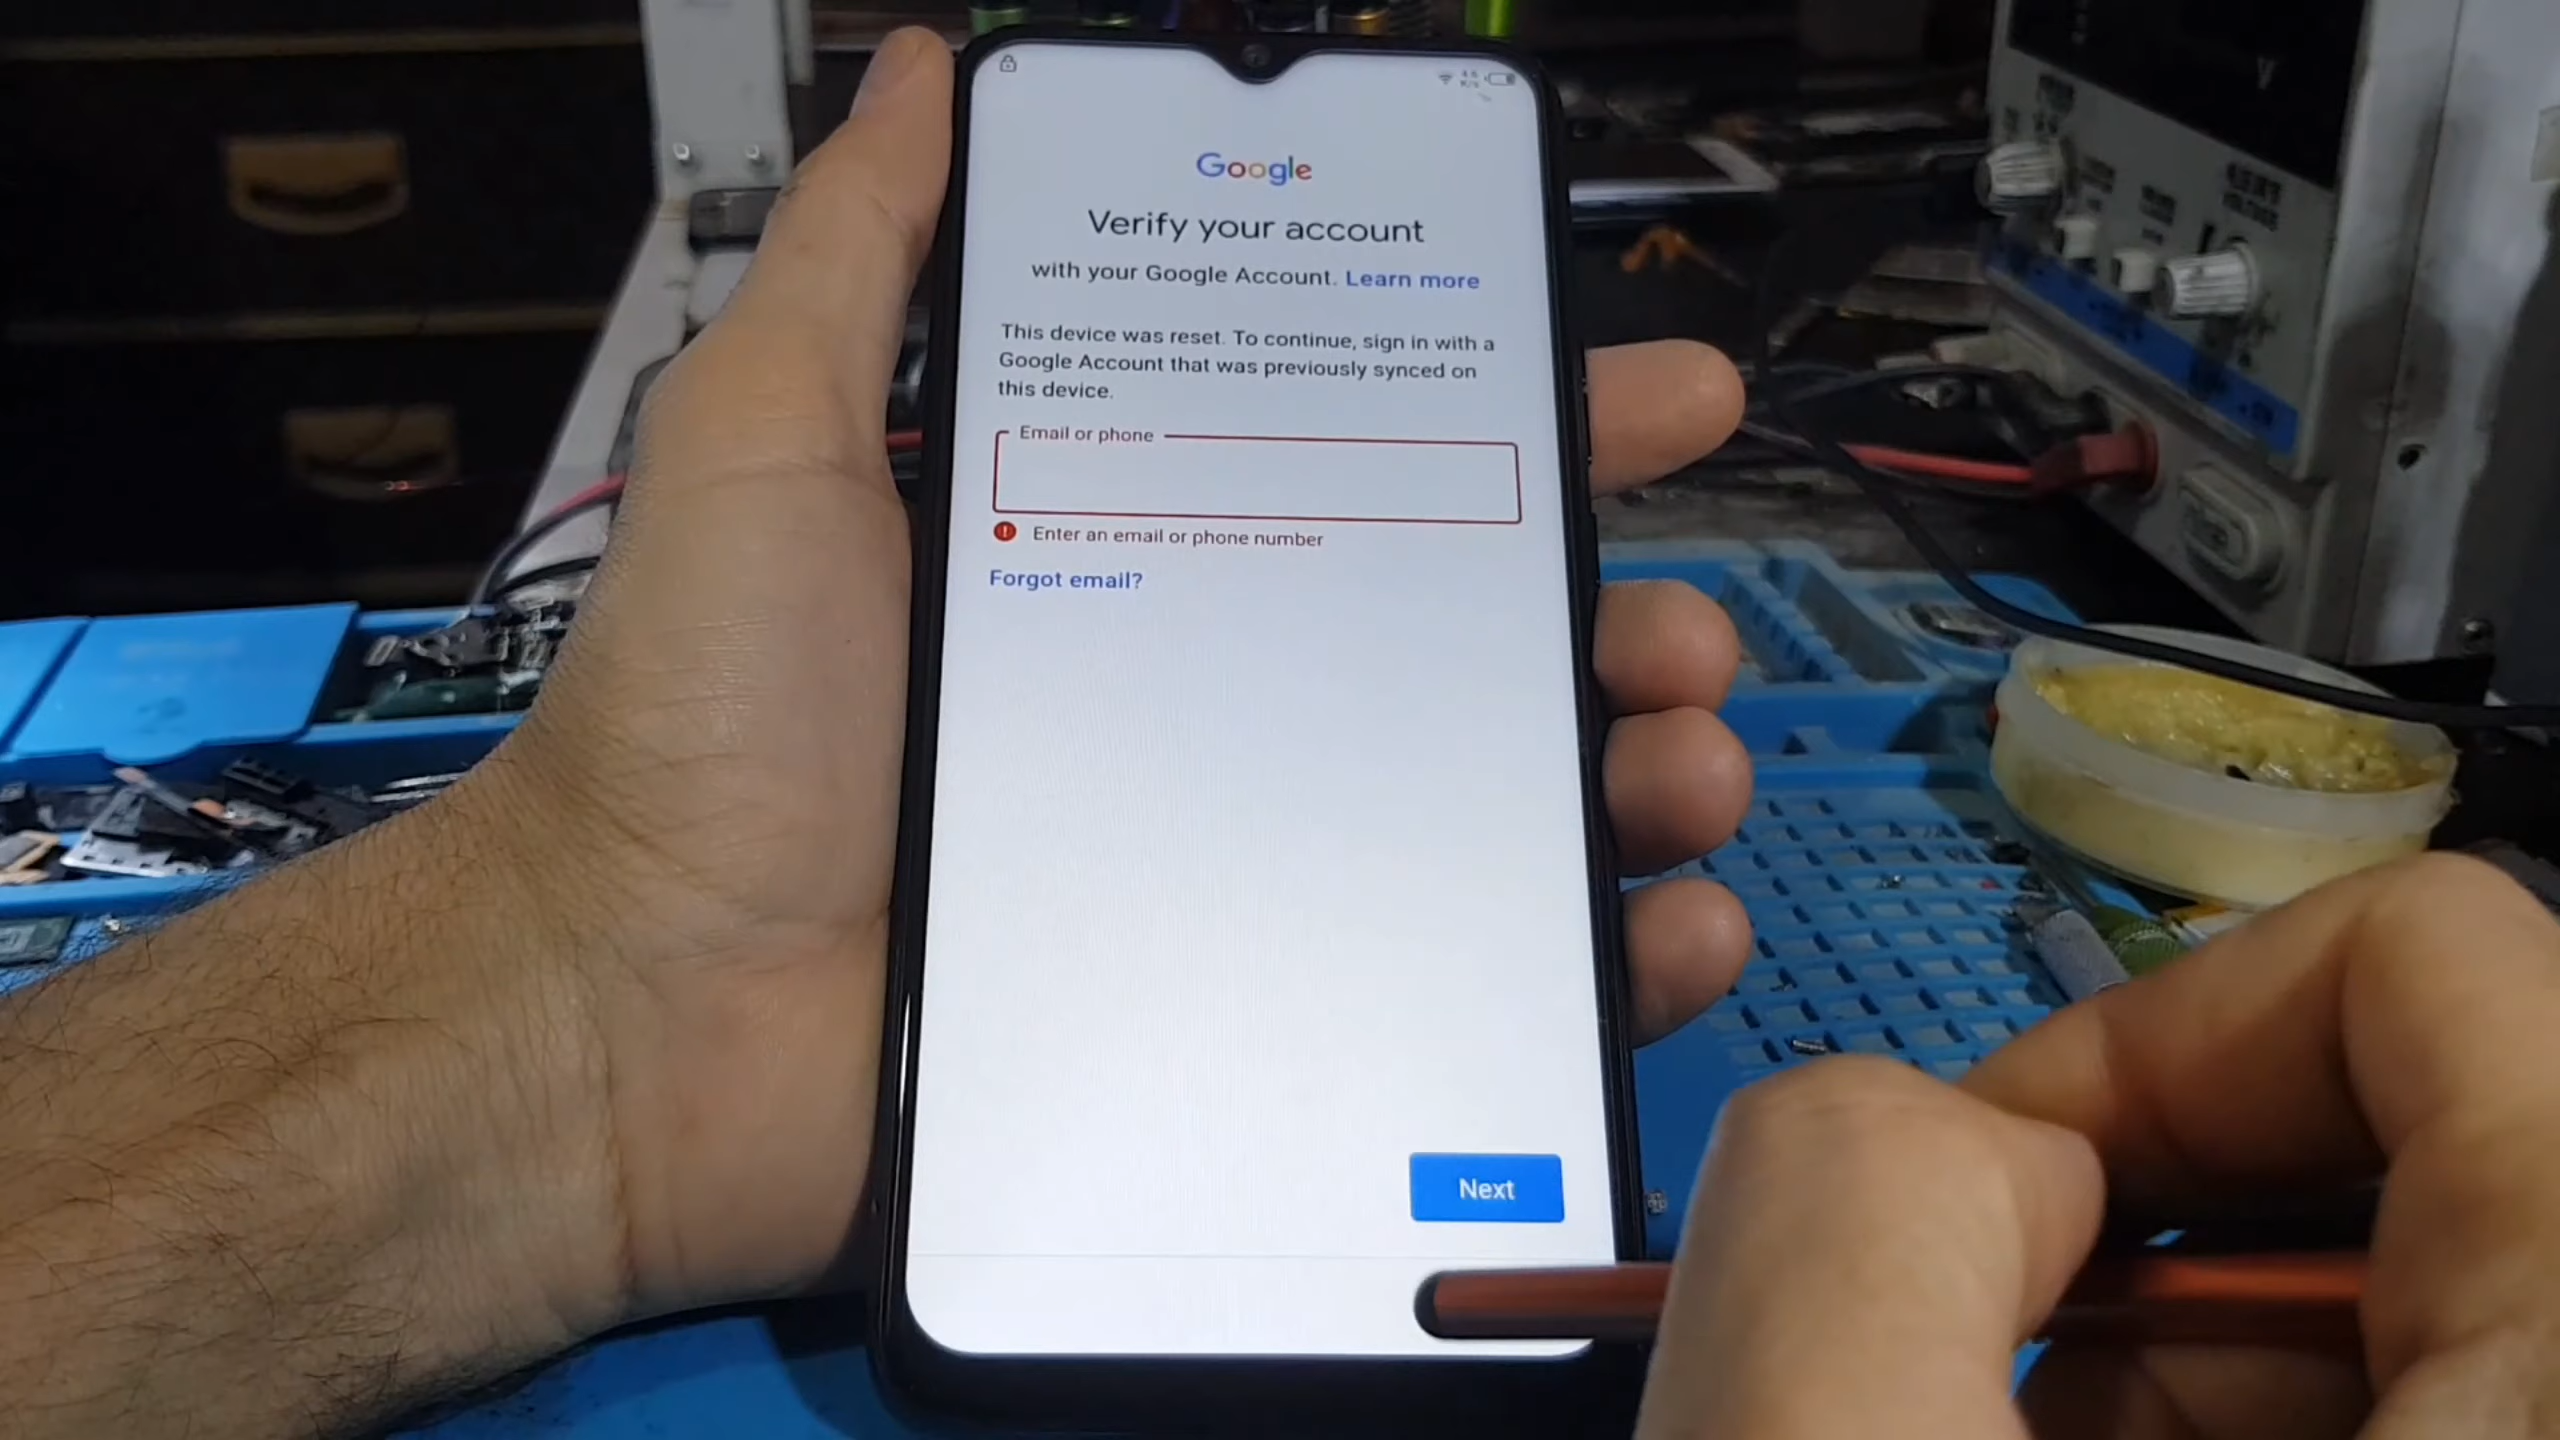 Google
Verify your account
with your Google Account. Learn more
This device was reset. To continue, sign in with a
Google Account that was previously synced on
this device.
Email or phone
Enter an email or phone number
Forgot email?
Next
V